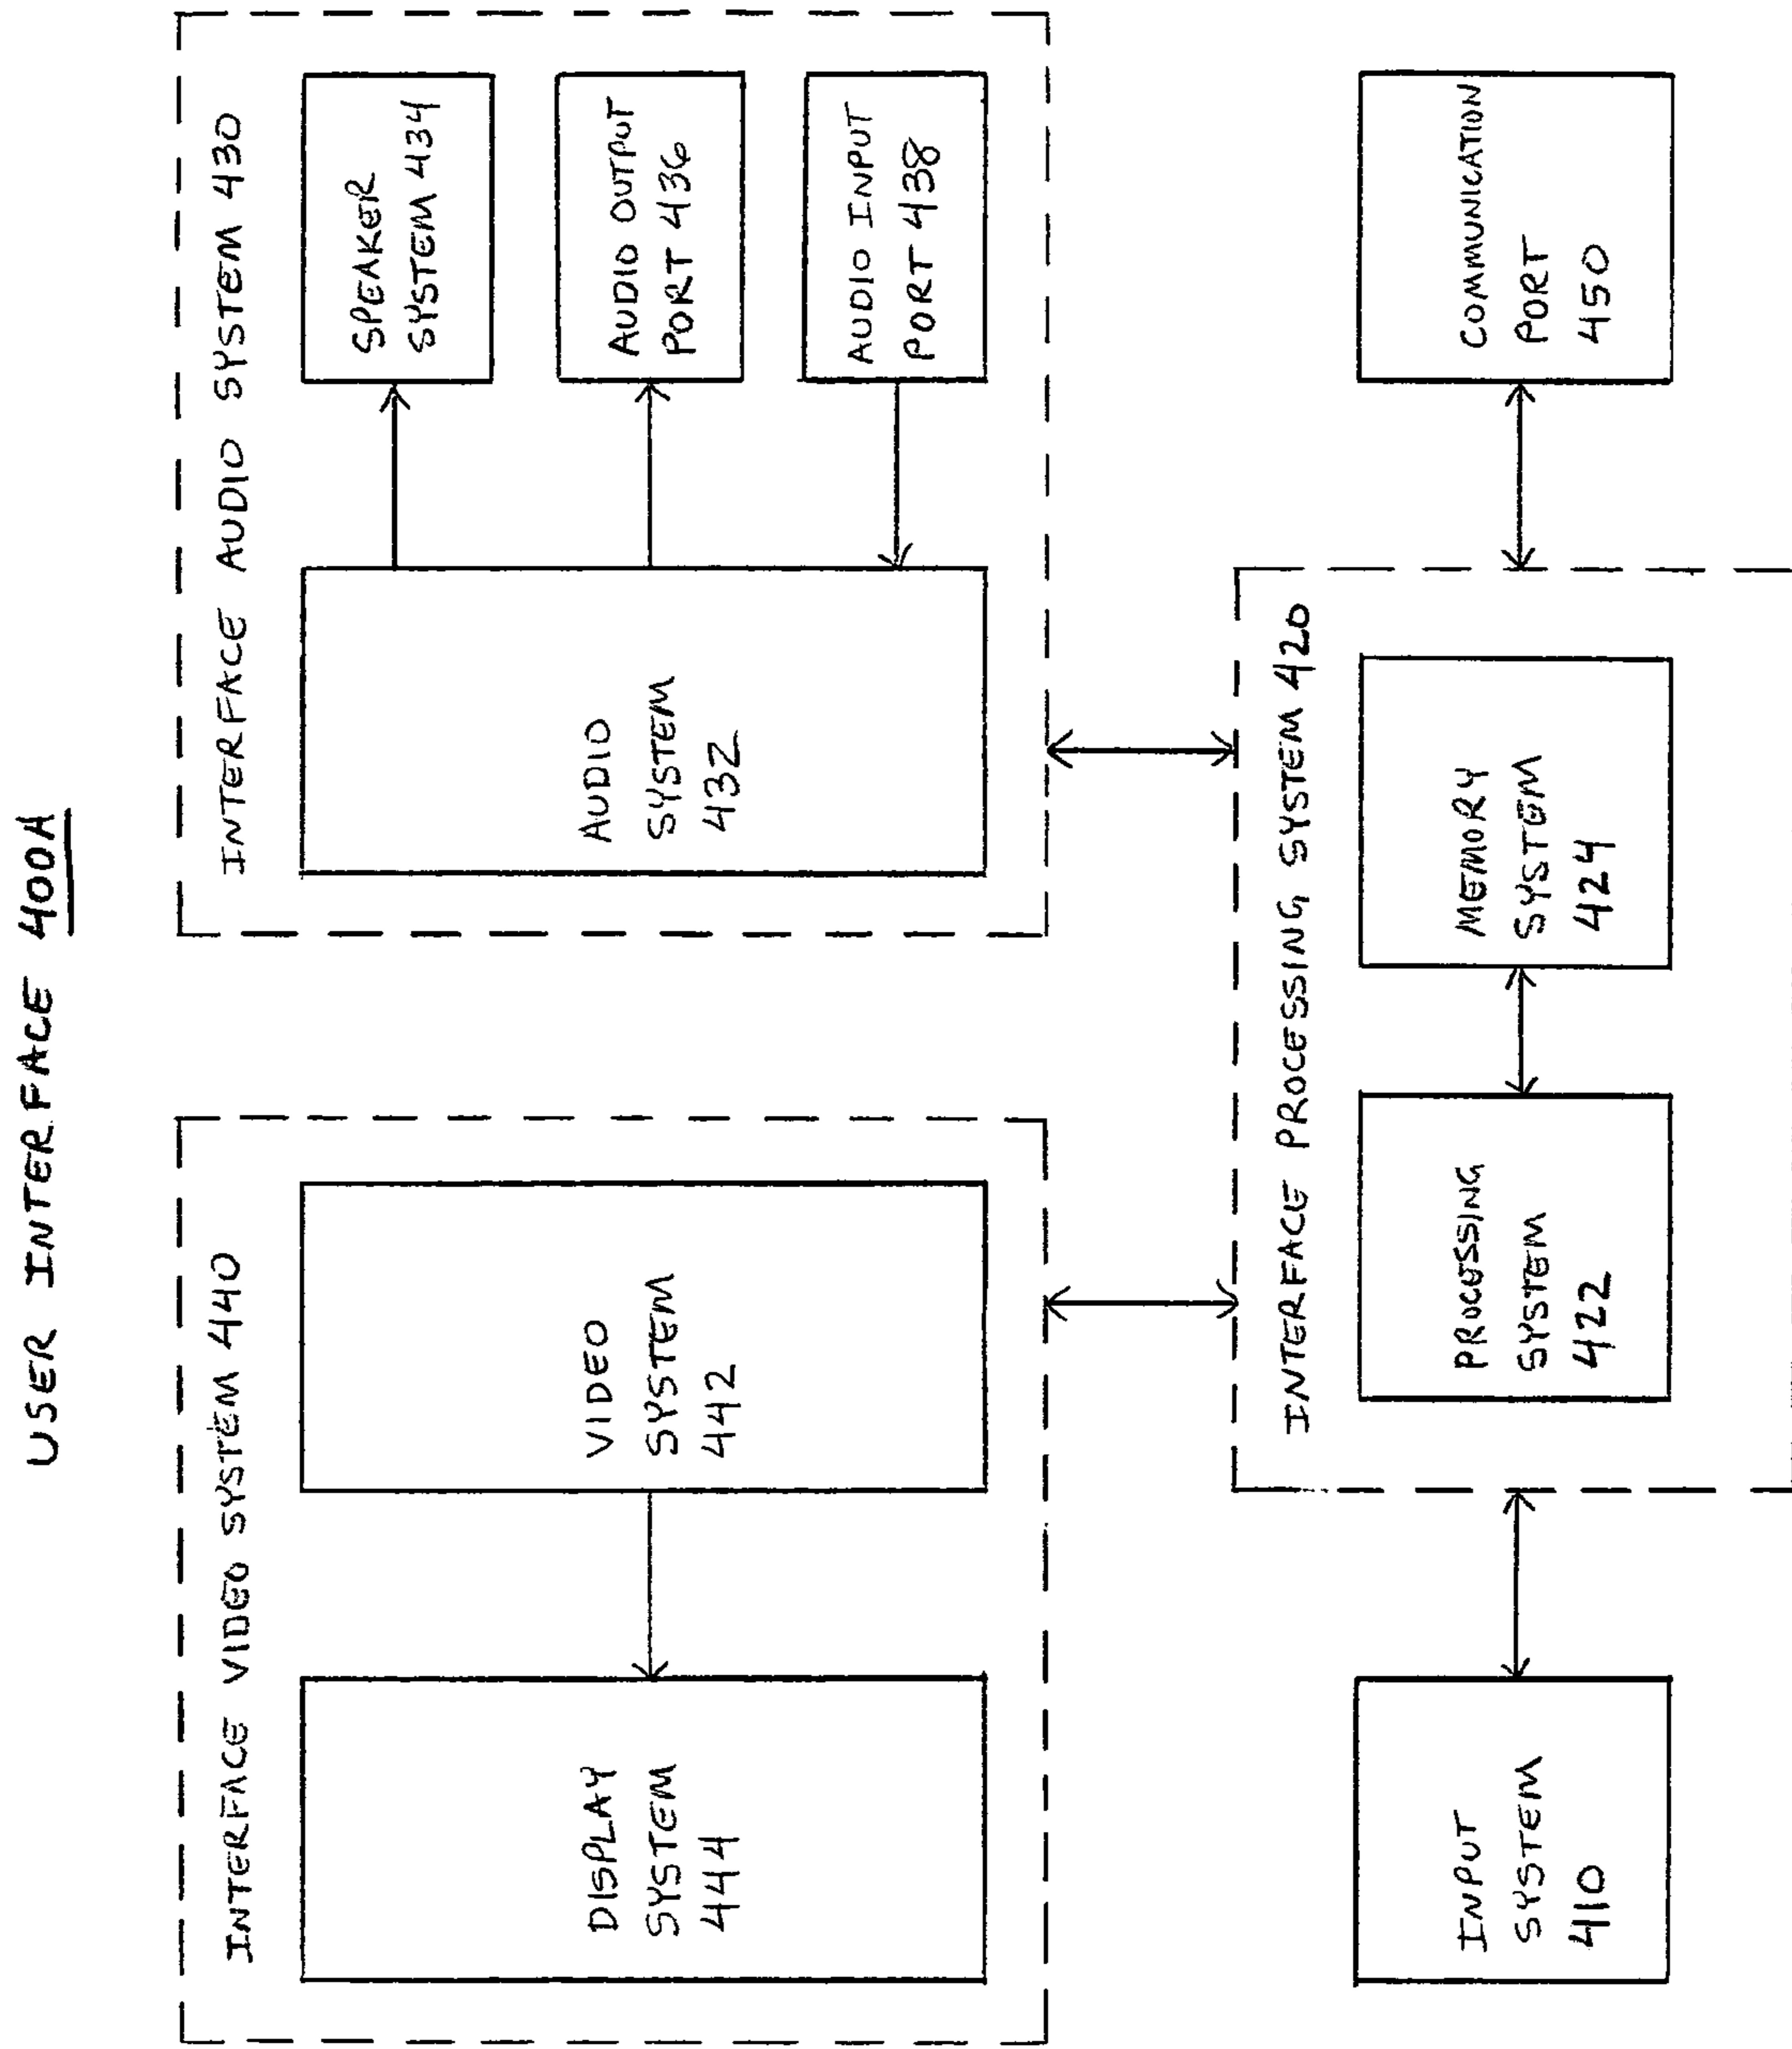 USER INTERFACE 400A
INTERFACE VIDEO SYSTEM 440
DISPLAY
SYSTEM
444
VIDEO
SYSTEM
442
INTERFACE AUDIO SYSTEM 430
AUDIO
SYSTEM
432
SPEAKER
SYSTEM 434
AUDIO OUTPUT
PORT 436
AUDIO INPUT
PORT 438
INPUT
SYSTEM
410
INTERFACE PROCESSING SYSTEM 420
PROCESSING
SYSTEM
422
MEMORY
SYSTEM
424
COMMUNICATION
PORT
450